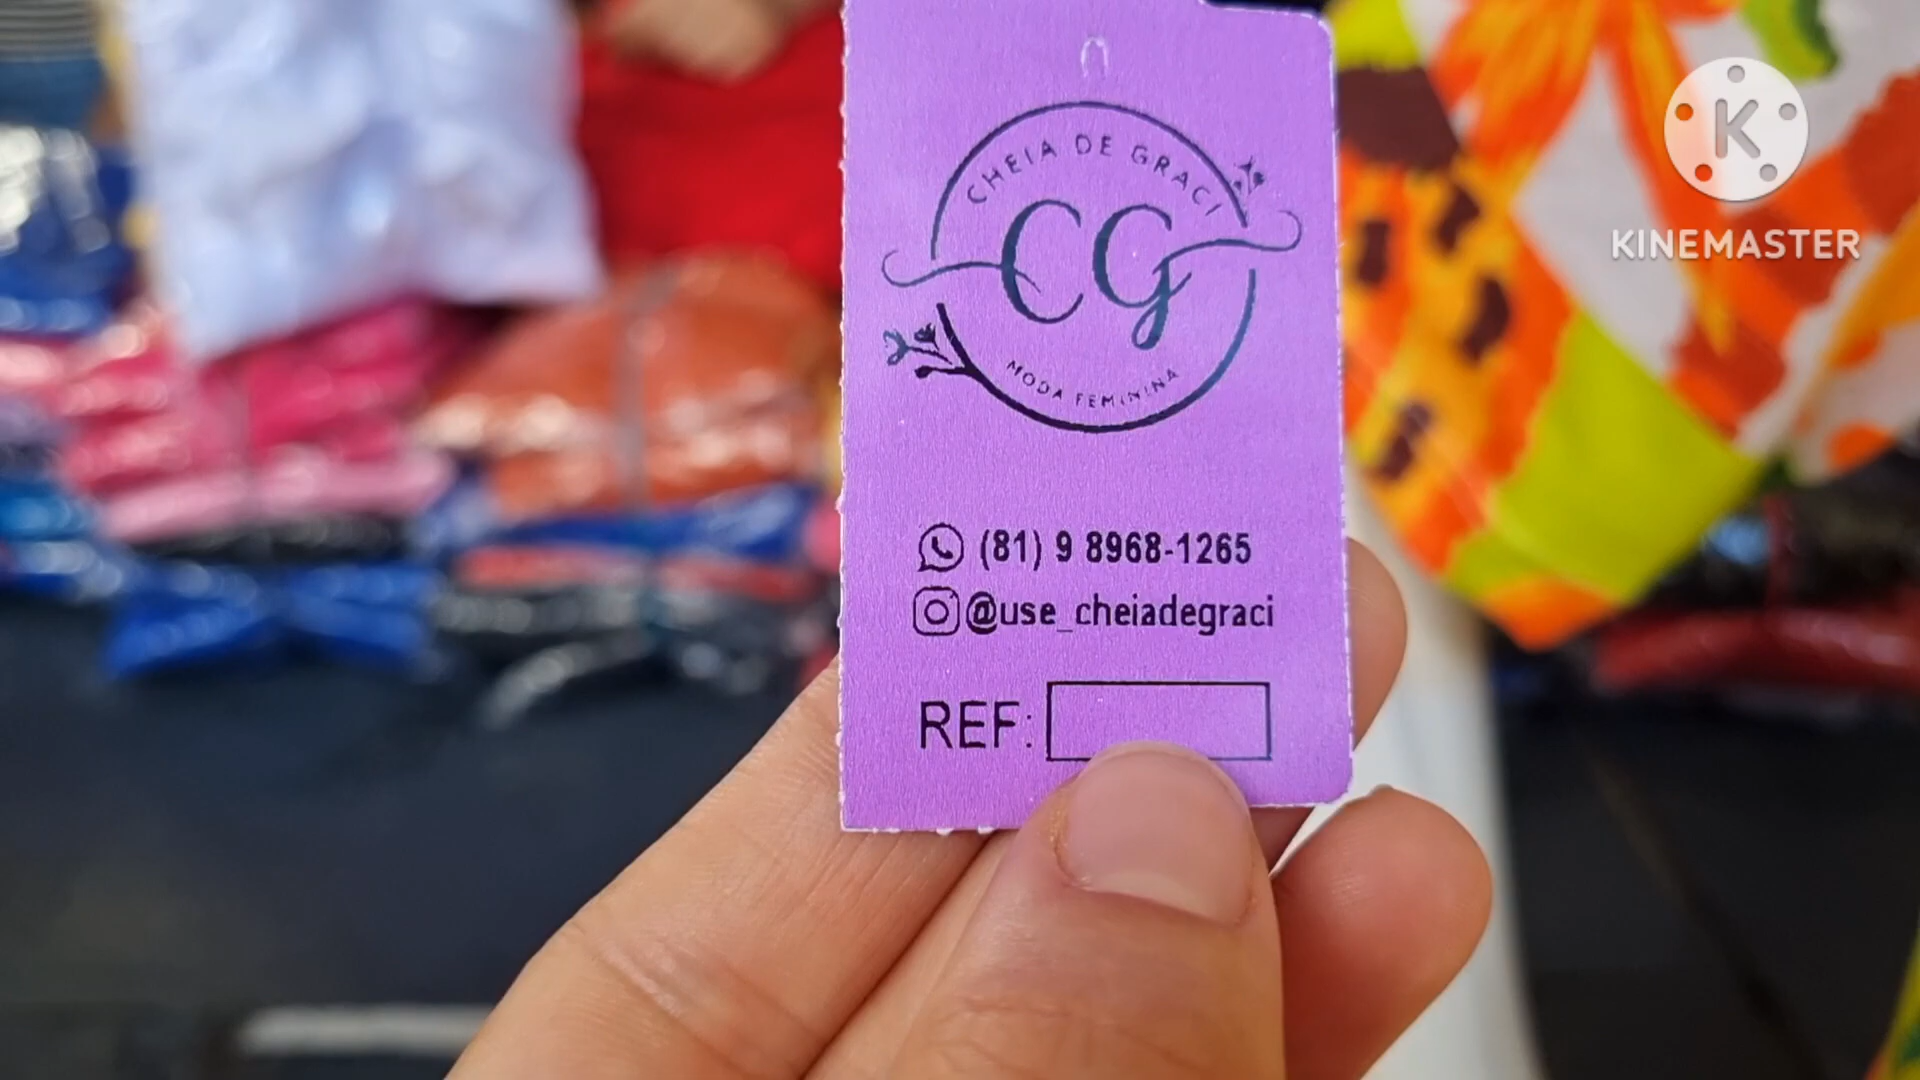 CHEIA DE GRACI
CG
MODA FEMININA
(81) 9 8968-1265
@use_cheiadegraci
REF:
K
KINEMASTER